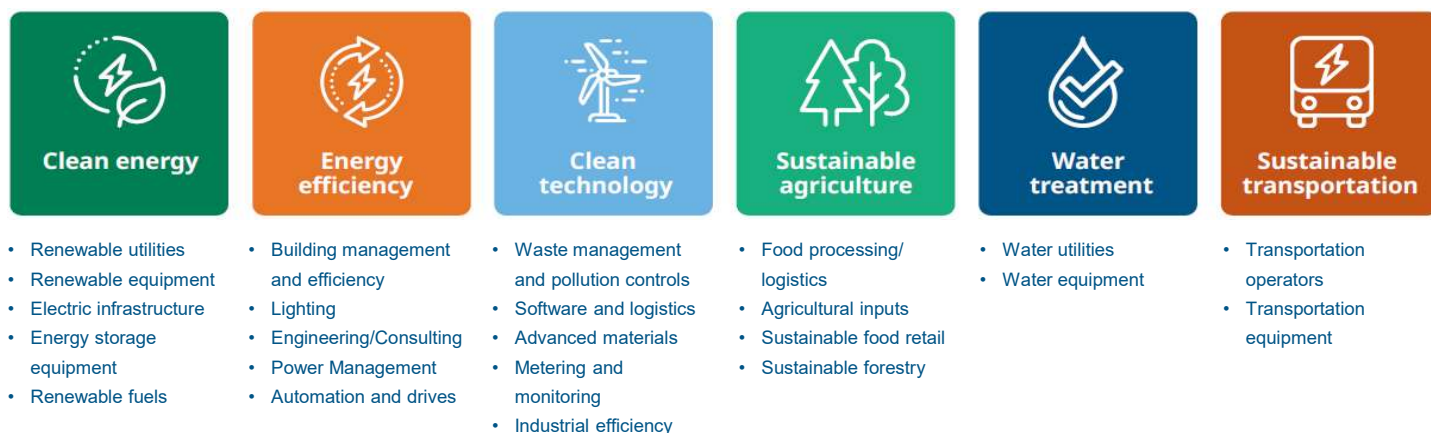 Clean energy
Energy
efficiency
Clean
technology
Sustainable
agriculture
Water
treatment
Sustainable
transportation
• Renewable utilities
• Renewable equipment
• Electric infrastructure
• Energy storage
equipment
• Renewable fuels
• Building management
and efficiency
• Lighting
• Engineering/Consulting
• Power Management
• Automation and drives
• Waste management
and pollution controls
• Software and logistics
• Advanced materials
• Metering and
monitoring
• Industrial efficiency
• Food processing/
logistics
• Agricultural inputs
• Sustainable food retail
• Sustainable forestry
• Water utilities
• Water equipment
• Transportation
operators
• Transportation
equipment